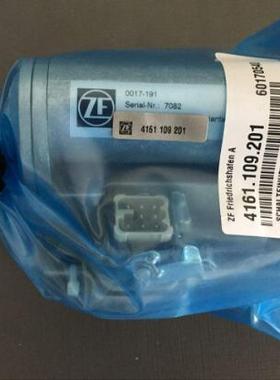 ZF
0017-191
Serial-Nr.: 7082
ZF
4161 109 201
ZF Friedrichshafen A
4161.109.201